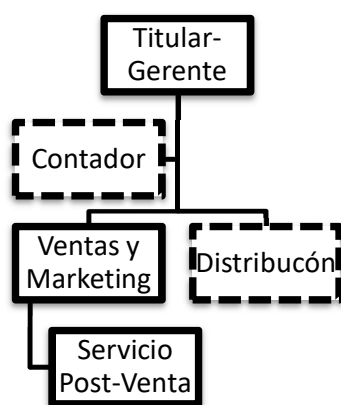 Titular-
Gerente
Contador
Ventas y
Marketing
Distribucón
Servicio
Post-Venta